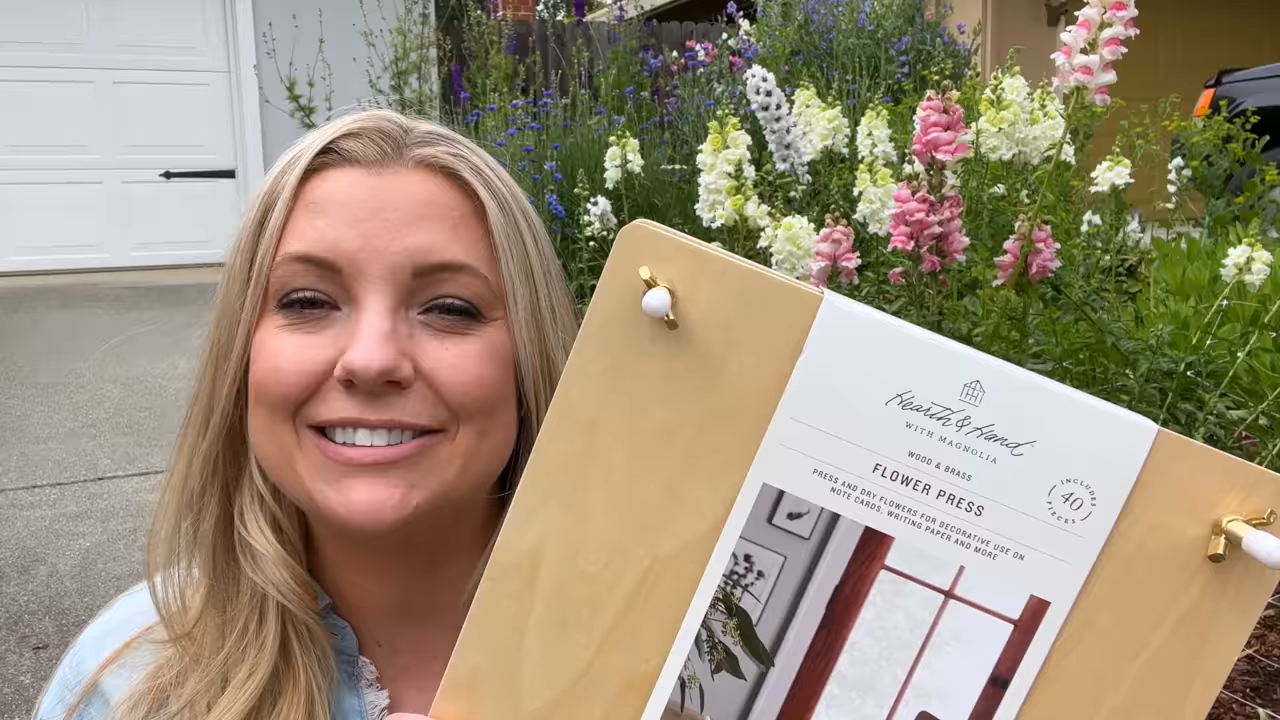 Hearth & Hand
WITH MAGNOLIA
WOOD & BRASS
FLOWER PRESS
PRESS AND DRY FLOWERS FOR DECORATIVE USE ON
NOTE CARDS, WRITING PAPER AND MORE
INCLUDES
40
PIECES